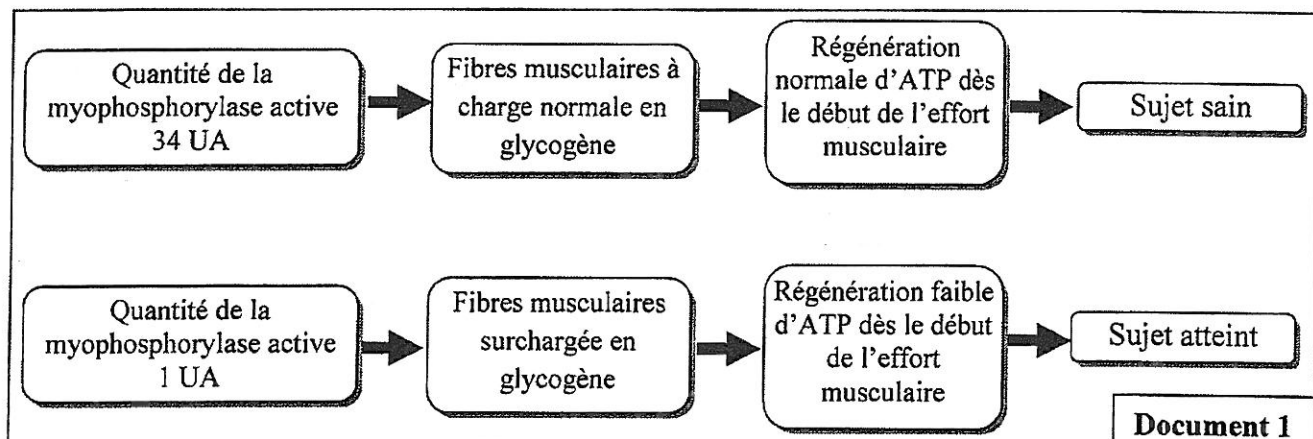 Quantité de la
myophosphorylase active
34 UA
Fibres musculaires à
charge normale en
glycogène
Régénération
normale d'ATP dès
le début de l'effort
musculaire
Sujet sain
Quantité de la
myophosphorylase active
1 UA
Fibres musculaires
surchargée en
glycogène
Régénération faible
d'ATP dès le début
de l'effort
musculaire
Sujet atteint
Document 1